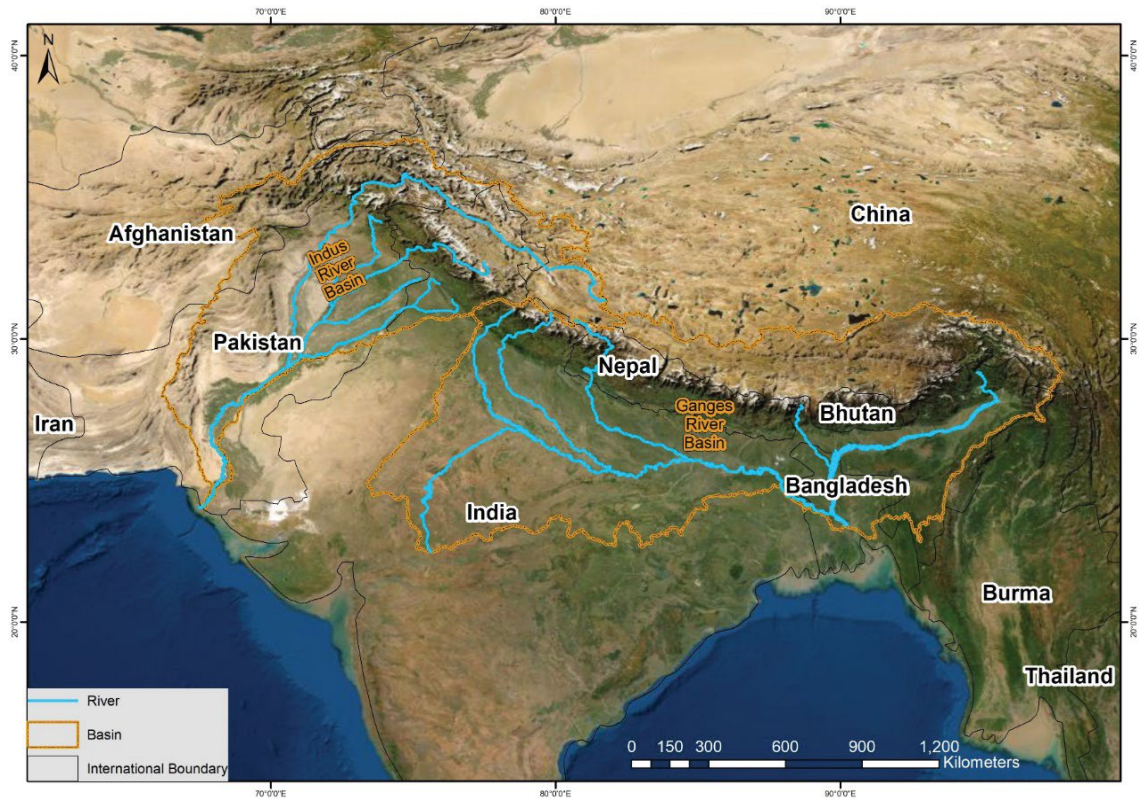 70°0'0"E 80°0'0"E 90°0'0"E
N
40°0'0"N 40°0'0"N
China
Afghanistan
Indus
River
Basin
30°0'0"N 30°0'0"N
Pakistan
Nepal
Iran
Ganges
River
Basin
Bhutan
Bangladesh
India
Burma
20°0'0"N 20°0'0"N
Thailand
River
Basin
International Boundary
0 150 300 600 900 1,200
Kilometers
70°0'0"E 80°0'0"E 90°0'0"E